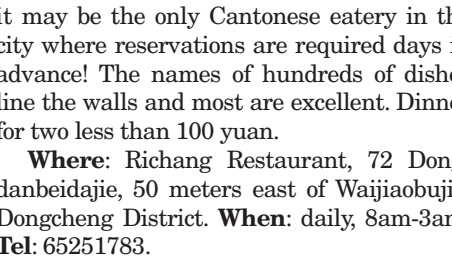 it may be the only Cantonese eatery in th
city where reservations are required days i
advance! The names of hundreds of dishe
line the walls and most are excellent. Dinne
for two less than 100 yuan.
Where: Richang Restaurant, 72 Dong
danbeidajie, 50 meters east of Waijiaobuji
Dongcheng District. When: daily, 8am-3am
Tel: 65251783.